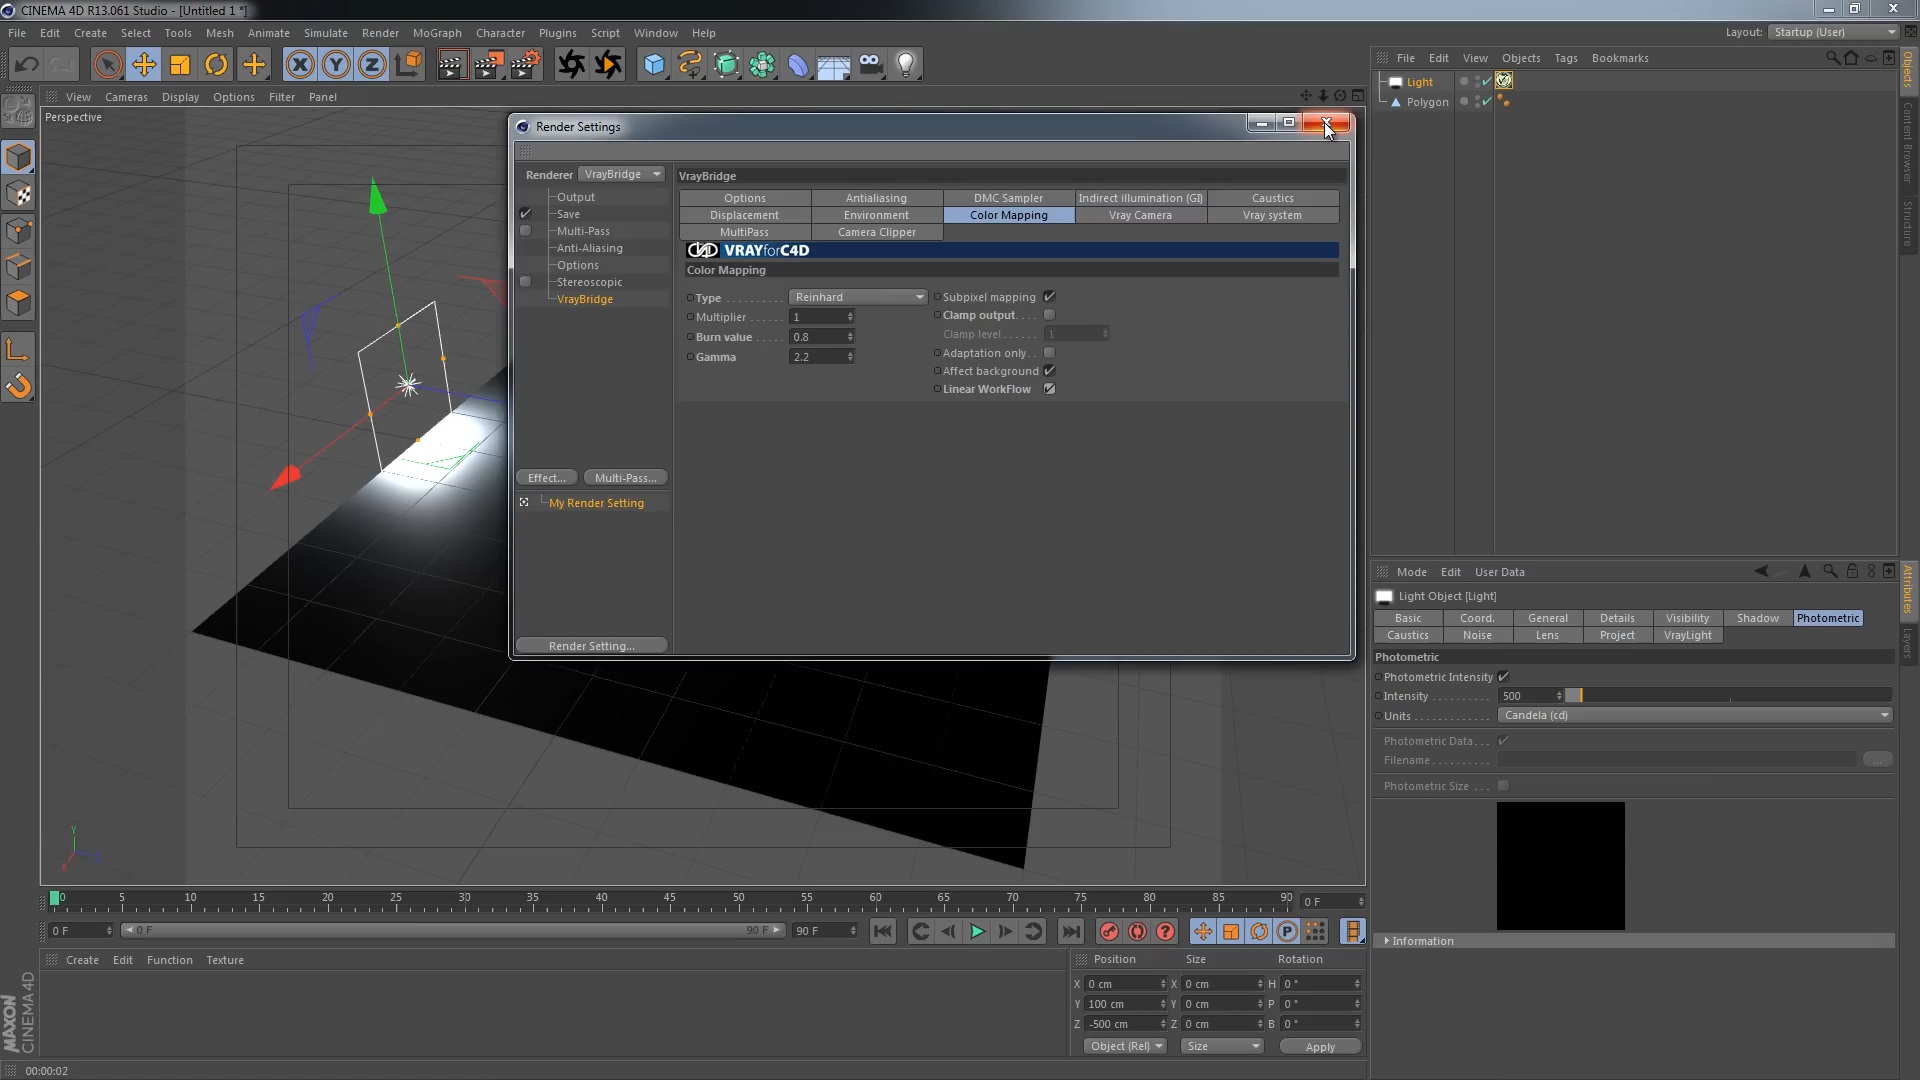 CINEMA 4D R13.061 Studio - [Untitled 1 *]
File Edit Create Select Tools Mesh Animate Simulate Render MoGraph Character Plugins Script Window Help
Layout: Startup (User)
File Edit View Objects Tags Bookmarks
Light
Polygon
Objects
Content Browser
Structure
View Cameras Display Options Filter Panel
Perspective
Render Settings
Renderer VrayBridge
Output
Save
Multi-Pass
Anti-Aliasing
Options
Stereoscopic
VrayBridge
Effect... Multi-Pass...
My Render Setting
Render Setting...
VrayBridge
Options Antialiasing DMC Sampler Indirect illumination (GI) Caustics
Displacement Environment Color Mapping Vray Camera Vray system
MultiPass Camera Clipper
VRAYforC4D
Color Mapping
Type . . . . . . . . . . Reinhard
Multiplier . . . . . . 1
Burn value . . . . . 0.8
Gamma 2.2
Subpixel mapping
Clamp output. . . .
Clamp level. . . . . . 1
Adaptation only. .
Affect background
Linear WorkFlow
Mode Edit User Data
Light Object [Light]
Basic Coord. General Details Visibility Shadow Photometric
Caustics Noise Lens Project VrayLight
Photometric
Photometric Intensity
Intensity . . . . . . . . . . 500
Units . . . . . . . . . . . . . Candela (cd)
Photometric Data . . .
Filename . . . . . . . . . . ...
Photometric Size . . .
Information
Attributes
Layers
0 5 10 15 20 25 30 35 40 45 50 55 60 65 70 75 80 85 90 0 F
0 F 0 F 90 F 90 F
Create Edit Function Texture
Position Size Rotation
X 0 cm X 0 cm H 0 °
Y 100 cm Y 0 cm P 0 °
Z -500 cm Z 0 cm B 0 °
Object (Rel) Size Apply
MAXON
CINEMA 4D
00:00:02